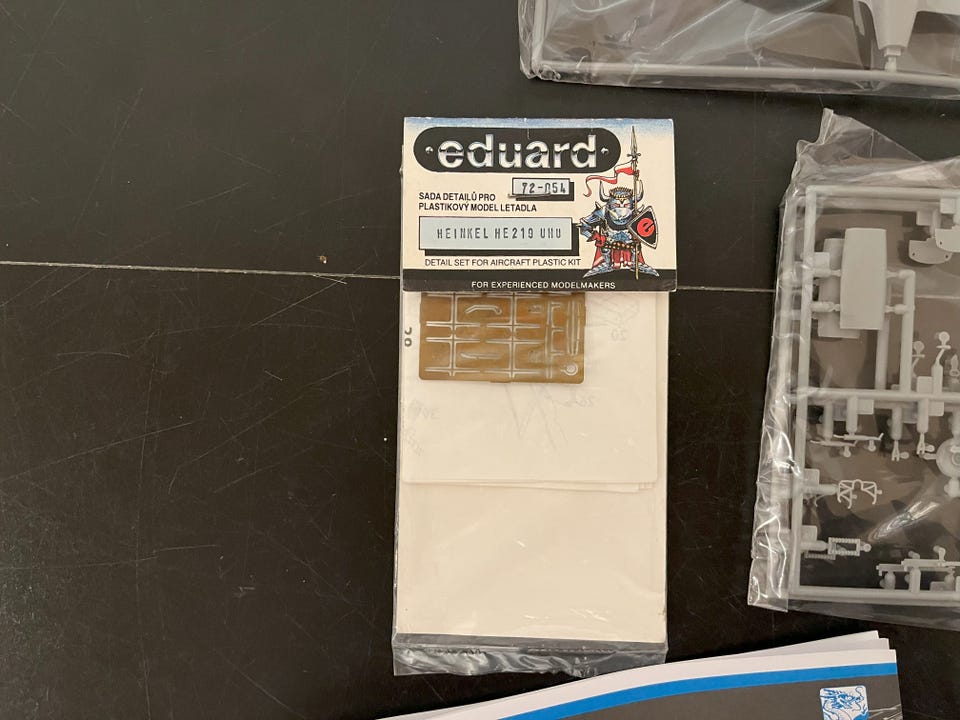 eduard
72-054
SADA DETAILŮ PRO
PLASTIKOVÝ MODEL LETADLA
HEINKEL HE219 UHU
e
DETAIL SET FOR AIRCRAFT PLASTIC KIT
FOR EXPERIENCED MODELMAKERS